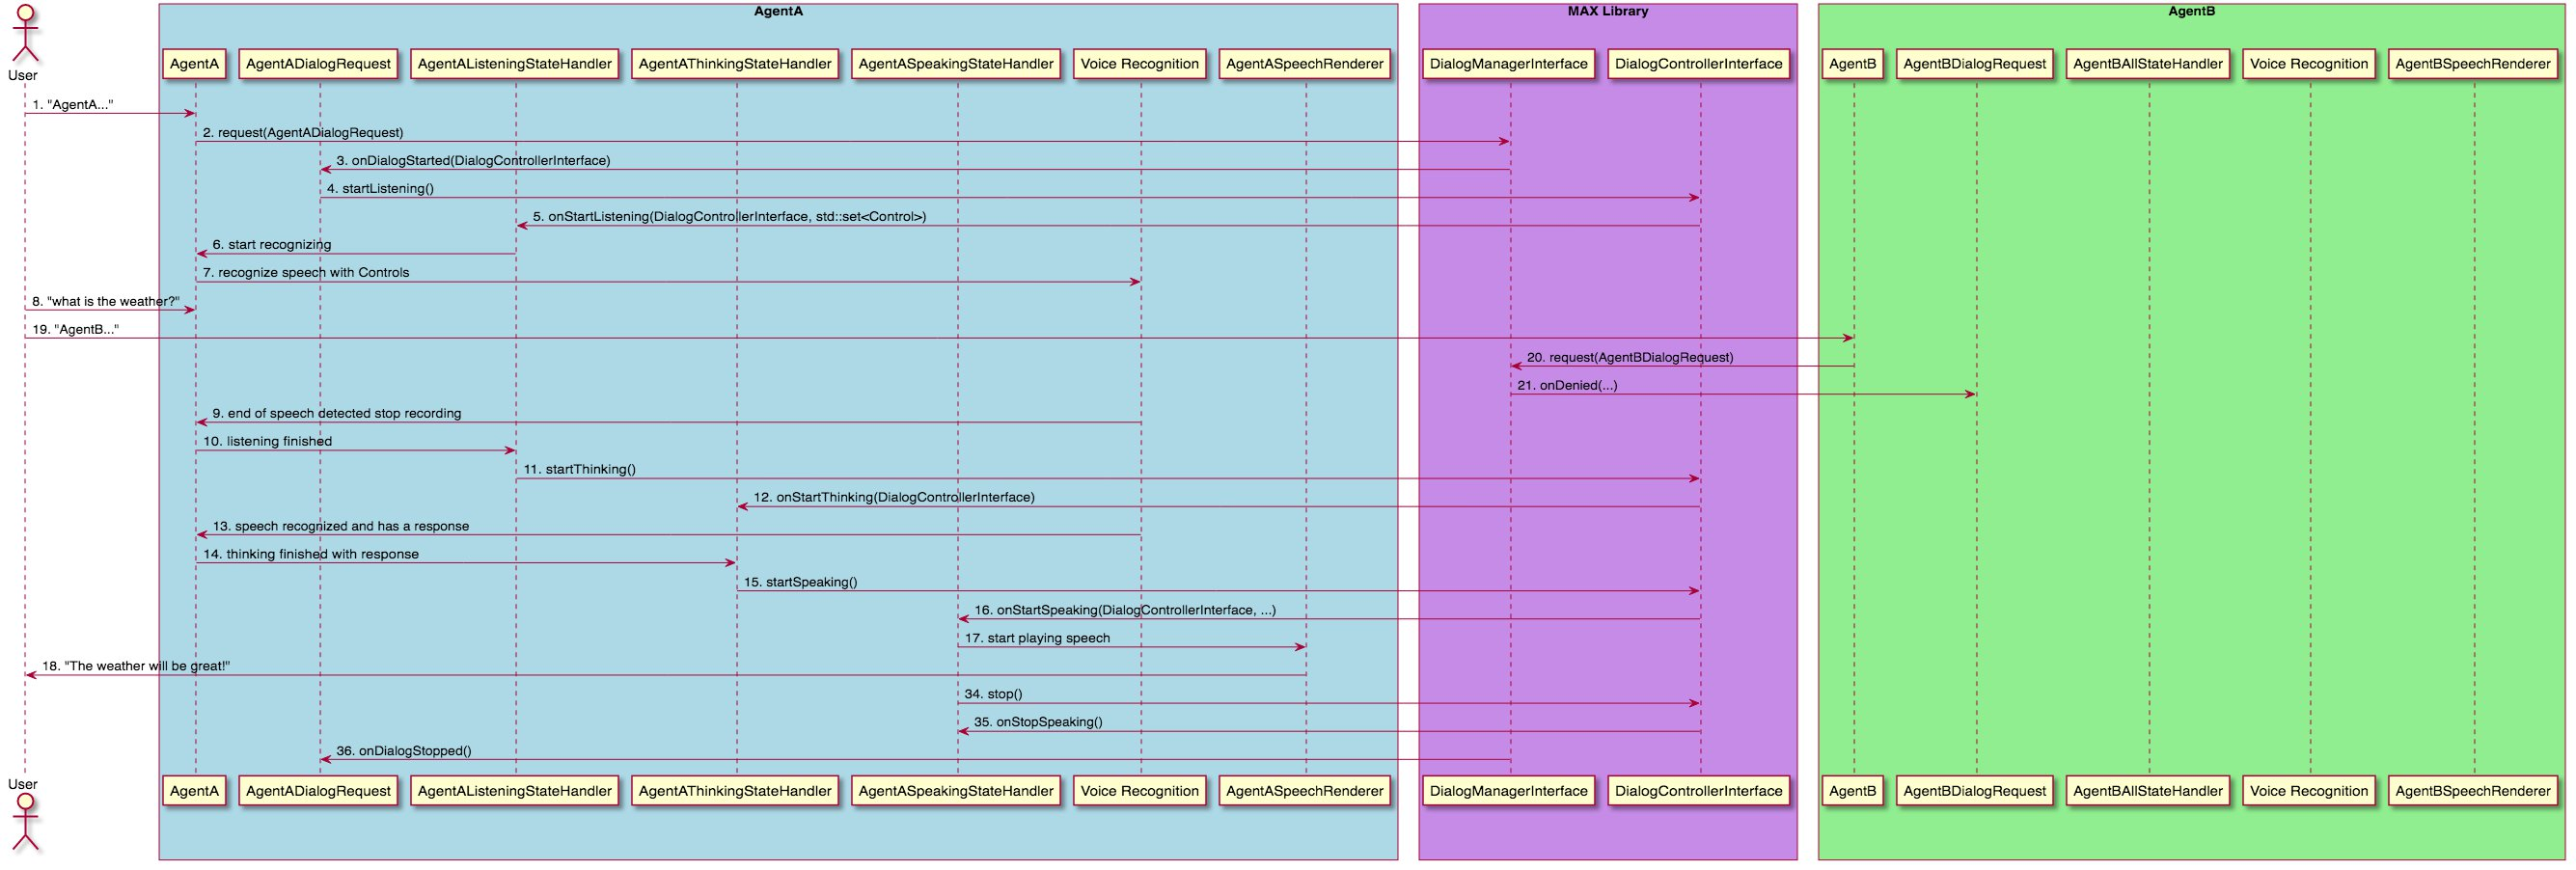 AgentA
MAX Library
AgentB
User
AgentA
AgentADialogRequest
AgentAListeningStateHandler
AgentAThinkingStateHandler
AgentASpeakingStateHandler
Voice Recognition
AgentASpeechRenderer
DialogManagerInterface
DialogControllerInterface
AgentB
AgentBDialogRequest
AgentBAllStateHandler
Voice Recognition
AgentBSpeechRenderer
1. "AgentA..."
2. request(AgentADialogRequest)
3. onDialogStarted(DialogControllerInterface)
4. startListening()
5. onStartListening(DialogControllerInterface, std::set<Control>)
6. start recognizing
7. recognize speech with Controls
8. "what is the weather?"
19. "AgentB..."
20. request(AgentBDialogRequest)
21. onDenied(...)
9. end of speech detected stop recording
10. listening finished
11. startThinking()
12. onStartThinking(DialogControllerInterface)
13. speech recognized and has a response
14. thinking finished with response
15. startSpeaking()
16. onStartSpeaking(DialogControllerInterface, ...)
17. start playing speech
18. "The weather will be great!"
34. stop()
35. onStopSpeaking()
36. onDialogStopped()
User
AgentA
AgentADialogRequest
AgentAListeningStateHandler
AgentAThinkingStateHandler
AgentASpeakingStateHandler
Voice Recognition
AgentASpeechRenderer
DialogManagerInterface
DialogControllerInterface
AgentB
AgentBDialogRequest
AgentBAllStateHandler
Voice Recognition
AgentBSpeechRenderer